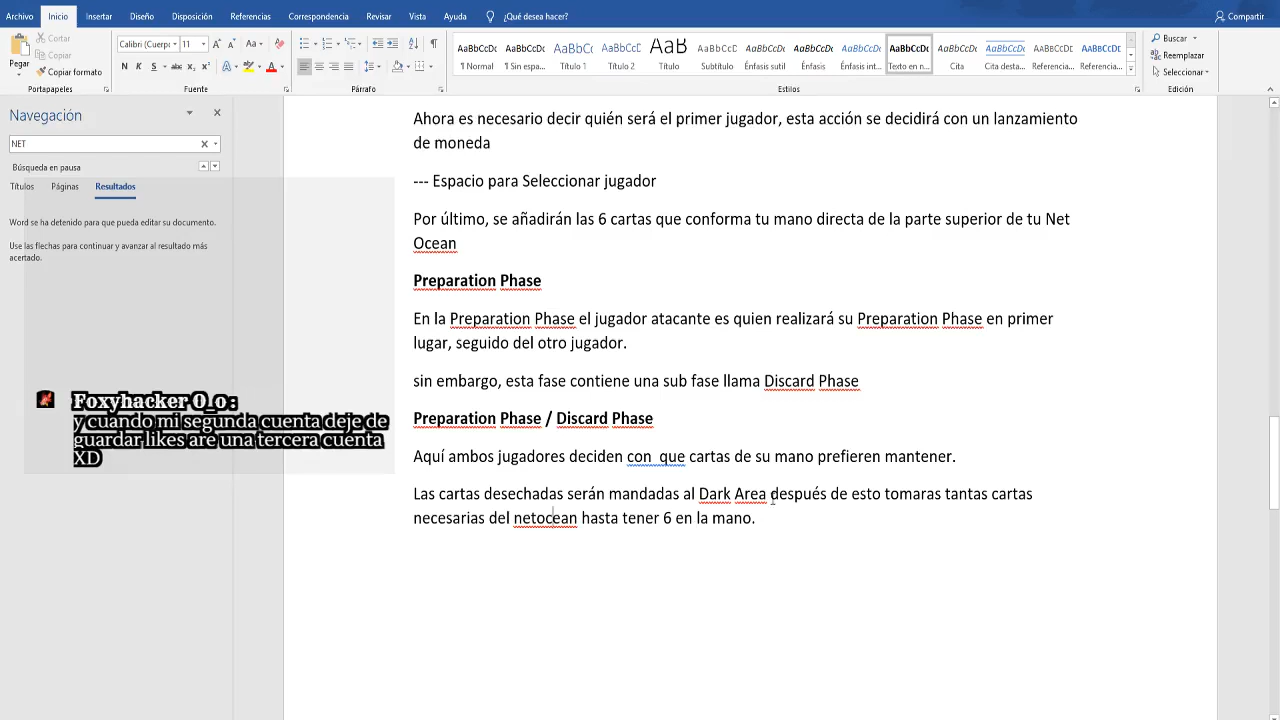 Archivo Inicio Insertar Diseño Disposición Referencias Correspondencia Revisar Vista Ayuda ¿Qué desea hacer? Compartir
Pegar
Cortar
Copiar
Copiar formato
Portapapeles
Calibri (Cuerp 11
Aa
N K S abc x₂ x²
Fuente
Párrafo
AaBbCcDc AaBbCcDc AaBbCc AaBbCcC AaB AaBbCcC AaBbCcDc AaBbCcDc AaBbCcDc AaBbCcDc AaBbCcDc AaBbCcDc AaBbCcDc AaBbCcDc
¶ Normal ¶ Sin espa... Título 1 Título 2 Título Subtítulo Énfasis sutil Énfasis Énfasis int... Texto en n... Cita Cita desta... Referencia... Referencia...
Estilos
Buscar
Reemplazar
Seleccionar
Edición
Navegación
NET
Búsqueda en pausa
Títulos Páginas Resultados
Word se ha detenido para que pueda editar su documento.
Use las flechas para continuar y avanzar al resultado más
acertado.
Foxyhacker O_o :
y cuando mi segunda cuenta deje de
guardar likes are una tercera cuenta
XD
Ahora es necesario decir quién será el primer jugador, esta acción se decidirá con un lanzamiento
de moneda
--- Espacio para Seleccionar jugador
Por último, se añadirán las 6 cartas que conforma tu mano directa de la parte superior de tu Net
Ocean
Preparation Phase
En la Preparation Phase el jugador atacante es quien realizará su Preparation Phase en primer
lugar, seguido del otro jugador.
sin embargo, esta fase contiene una sub fase llama Discard Phase
Preparation Phase / Discard Phase
Aquí ambos jugadores deciden con  que cartas de su mano prefieren mantener.
Las cartas desechadas serán mandadas al Dark Area después de esto tomaras tantas cartas
necesarias del netocean hasta tener 6 en la mano.